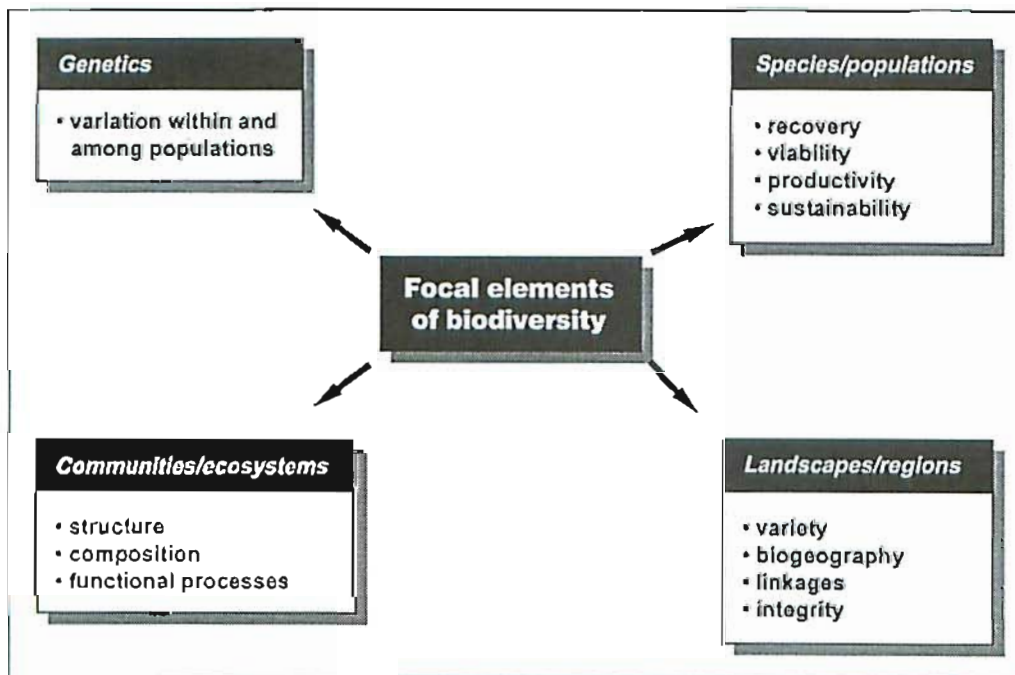 Genetics
• variation within and
among populations
Species/populations
• recovery
• viability
• productivity
• sustainability
Focal elements
of biodiversity
Communities/ecosystems
• structure
• composition
• functional processes
Landscapes/regions
• variety
• biogeography
• linkages
• integrity